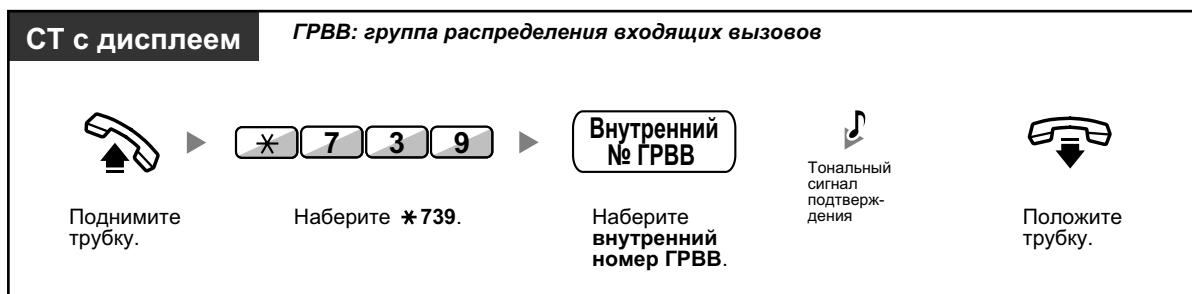 СТ с дисплеем
ГРВВ: группа распределения входящих вызовов
* 7 3 9
Внутренний
№ ГРВВ
Поднимите
трубку.
Наберите *739.
Наберите
внутренний
номер ГРВВ.
Тональный
сигнал
подтверж-
дения
Положите
трубку.